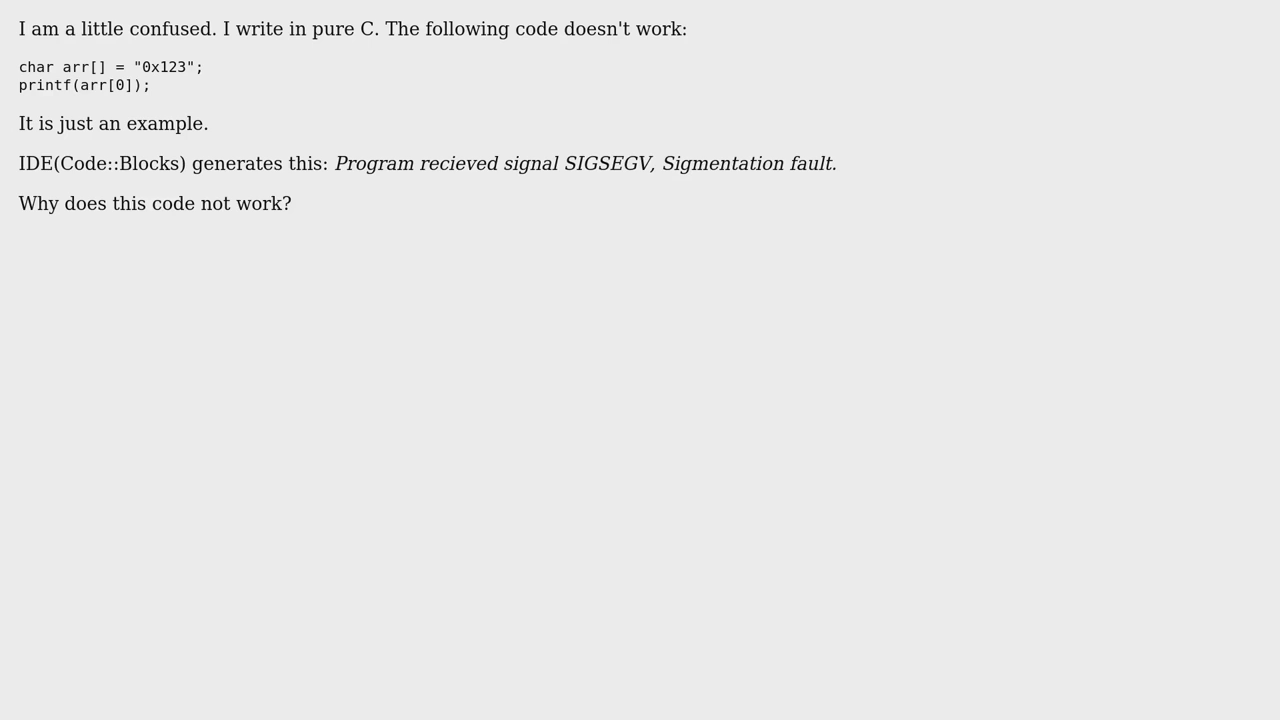 I am a little confused. I write in pure C. The following code doesn't work:
char arr[] = "0x123";
printf(arr[0]);
It is just an example.
IDE(Code::Blocks) generates this: Program recieved signal SIGSEGV, Sigmentation fault.
Why does this code not work?